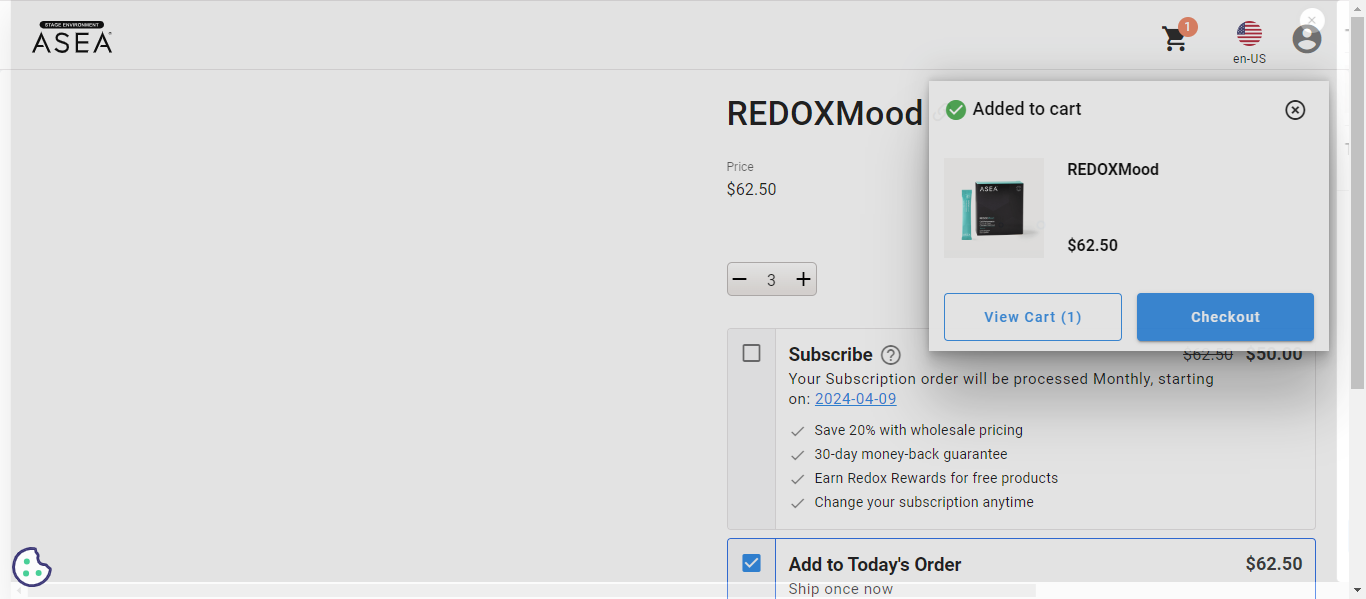 STAGE ENVIRONMENT
ASEA
1
en-US
REDOXMood
Price
$62.50
3
Added to cart
ASEA
REDOXMood
$62.50
View Cart (1)
Checkout
Subscribe
$62.50 $50.00
Your Subscription order will be processed Monthly, starting
on: 2024-04-09
Save 20% with wholesale pricing
30-day money-back guarantee
Earn Redox Rewards for free products
Change your subscription anytime
Add to Today's Order
$62.50
Ship once now